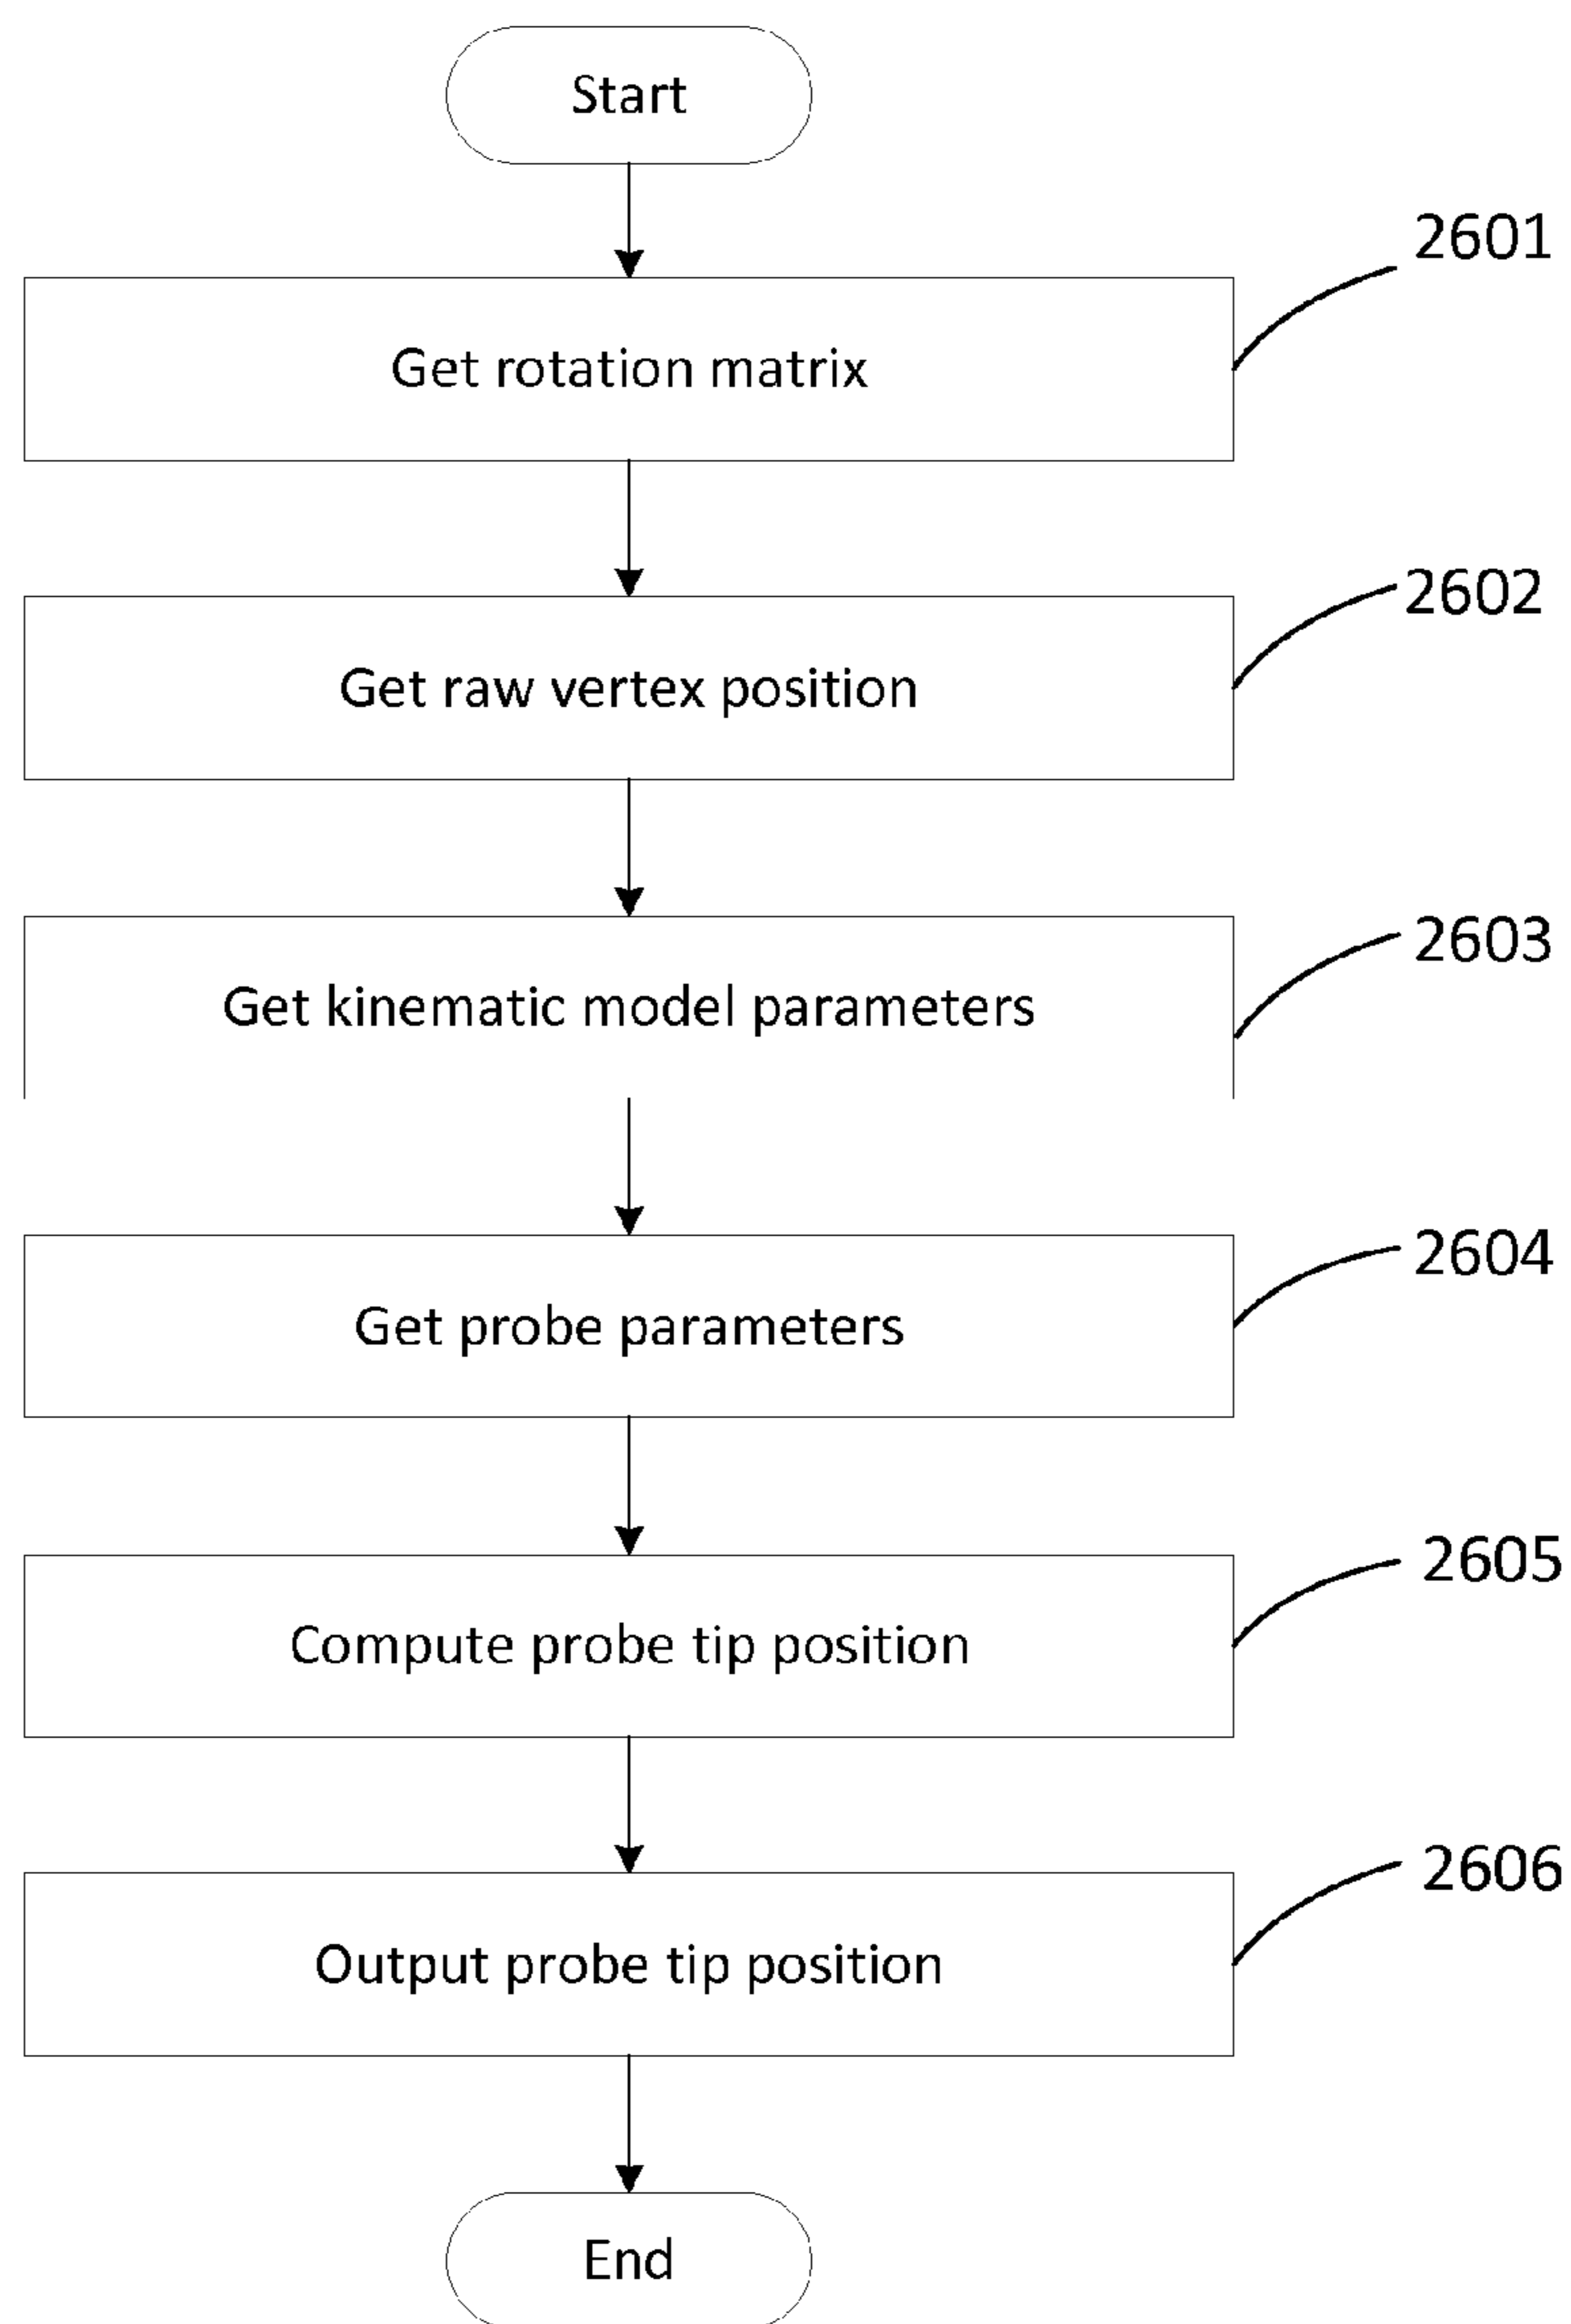 Start
2601
Get rotation matrix
2602
Get raw vertex position
2603
Get kinematic model parameters
2604
Get probe parameters
2605
Compute probe tip position
2606
Output probe tip position
End